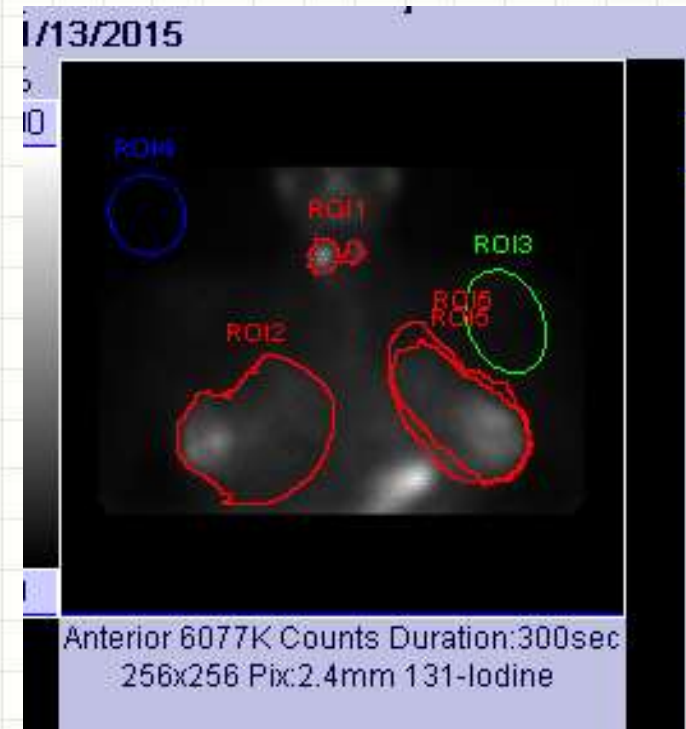 1/13/2015
ROI4
ROI1
ROI3
ROI6
ROI5
ROI2
Anterior 6077K Counts Duration:300sec
256x256 Pix:2.4mm 131-Iodine